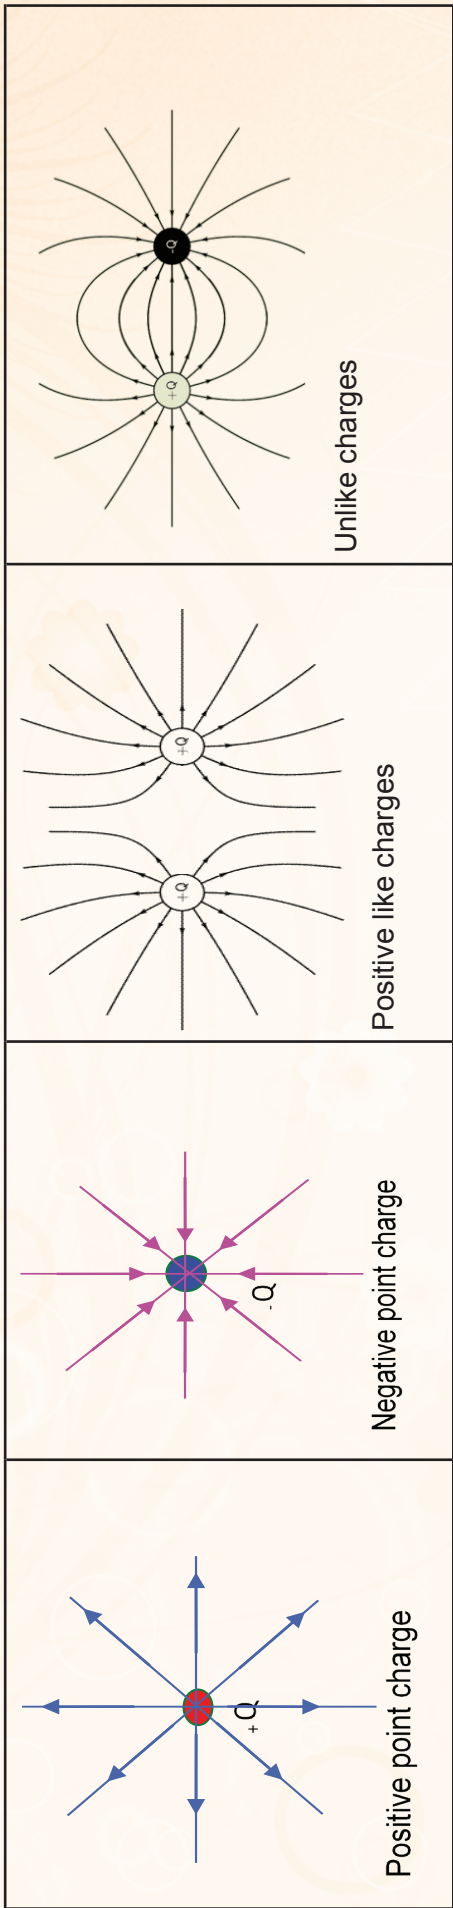 +Q
Positive point charge
-Q
Negative point charge
+Q
+Q
Positive like charges
+Q
-Q
Unlike charges